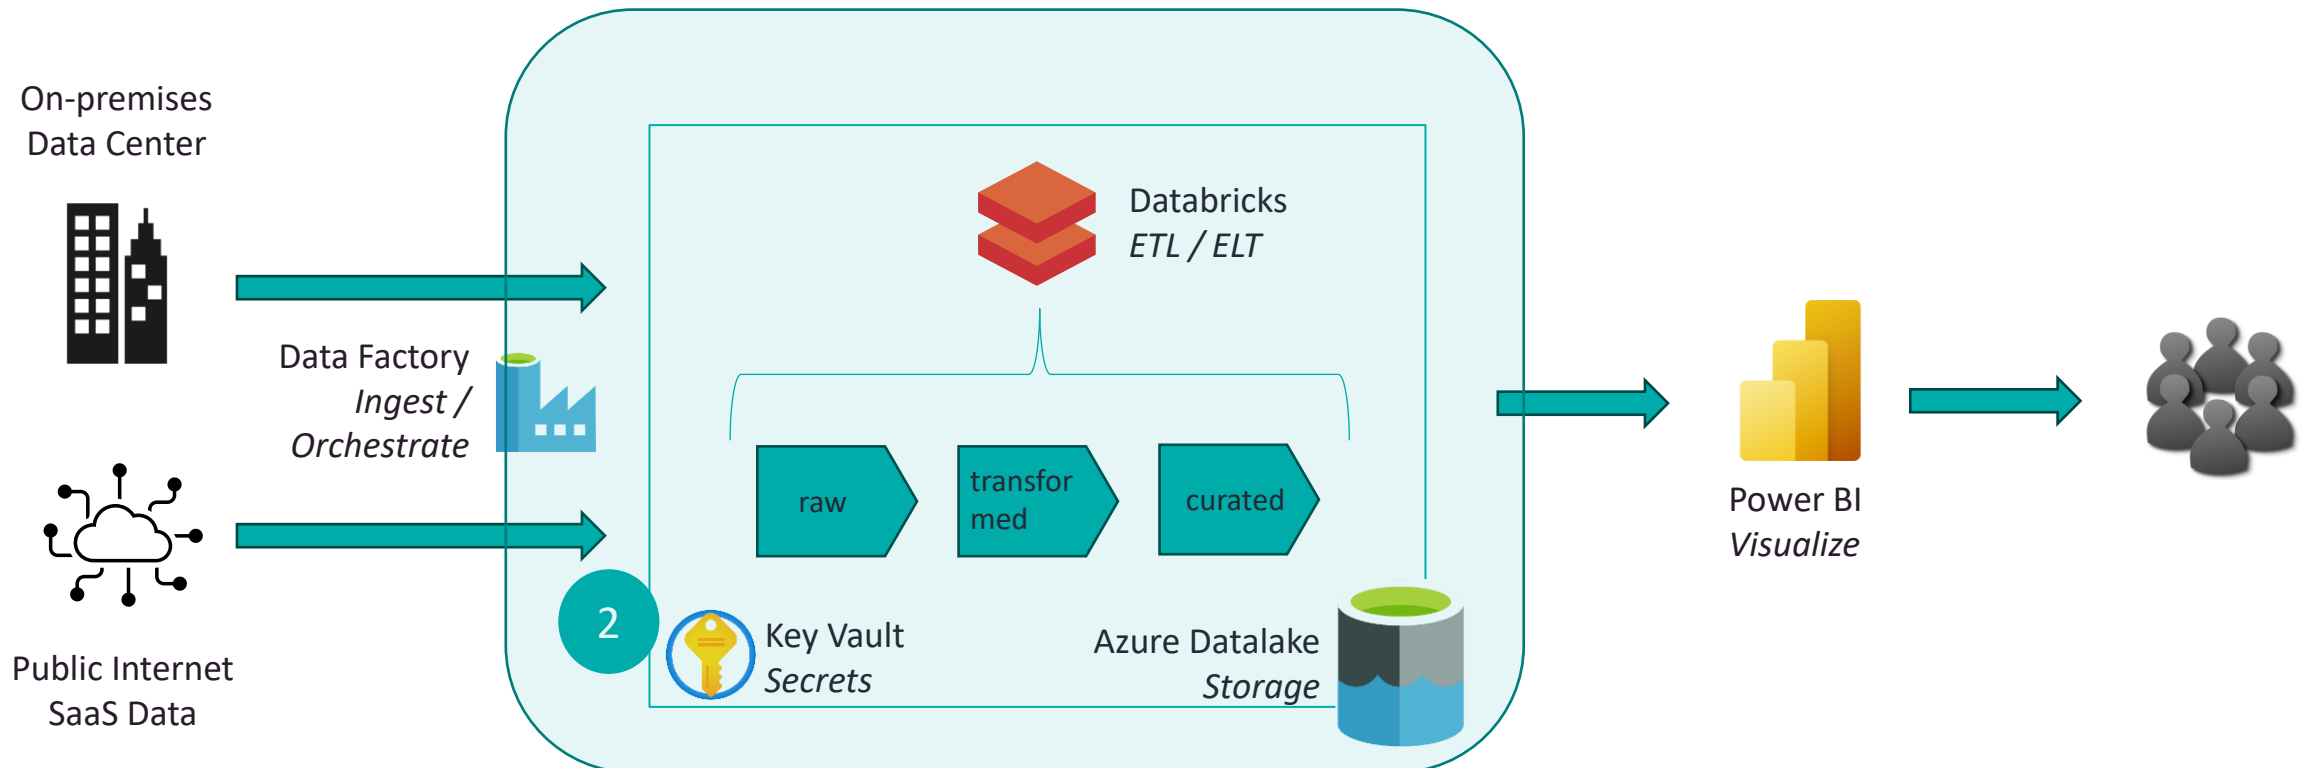 On-premises
Data Center
Data Factory
Ingest /
Orchestrate
Public Internet
SaaS Data
Databricks
ETL / ELT
raw
transfor
med
curated
2
Key Vault
Secrets
Azure Datalake
Storage
Power BI
Visualize